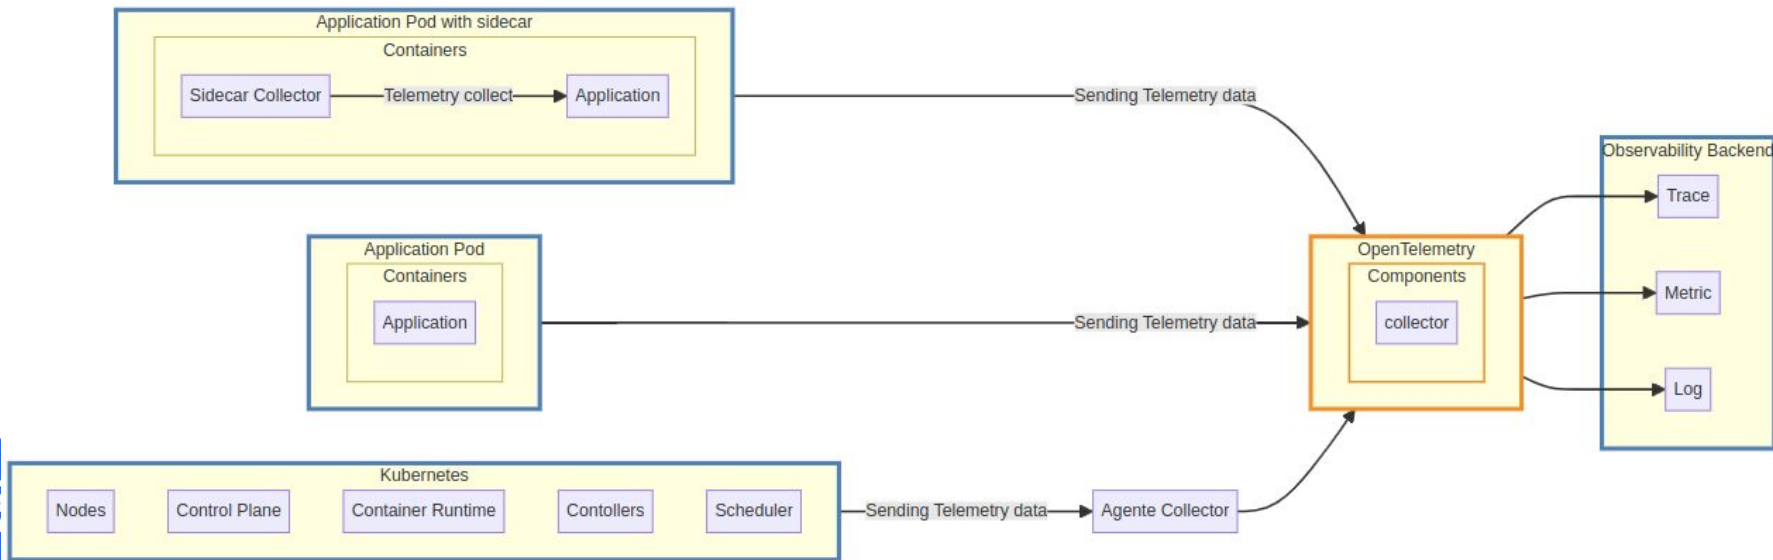 Application Pod with sidecar
Containers
Sidecar Collector
Telemetry collect
Application
Sending Telemetry data
Application Pod
Containers
Application
Sending Telemetry data
Kubernetes
Nodes
Control Plane
Container Runtime
Contollers
Scheduler
Sending Telemetry data
Agente Collector
OpenTelemetry
Components
collector
Observability Backend
Trace
Metric
Log